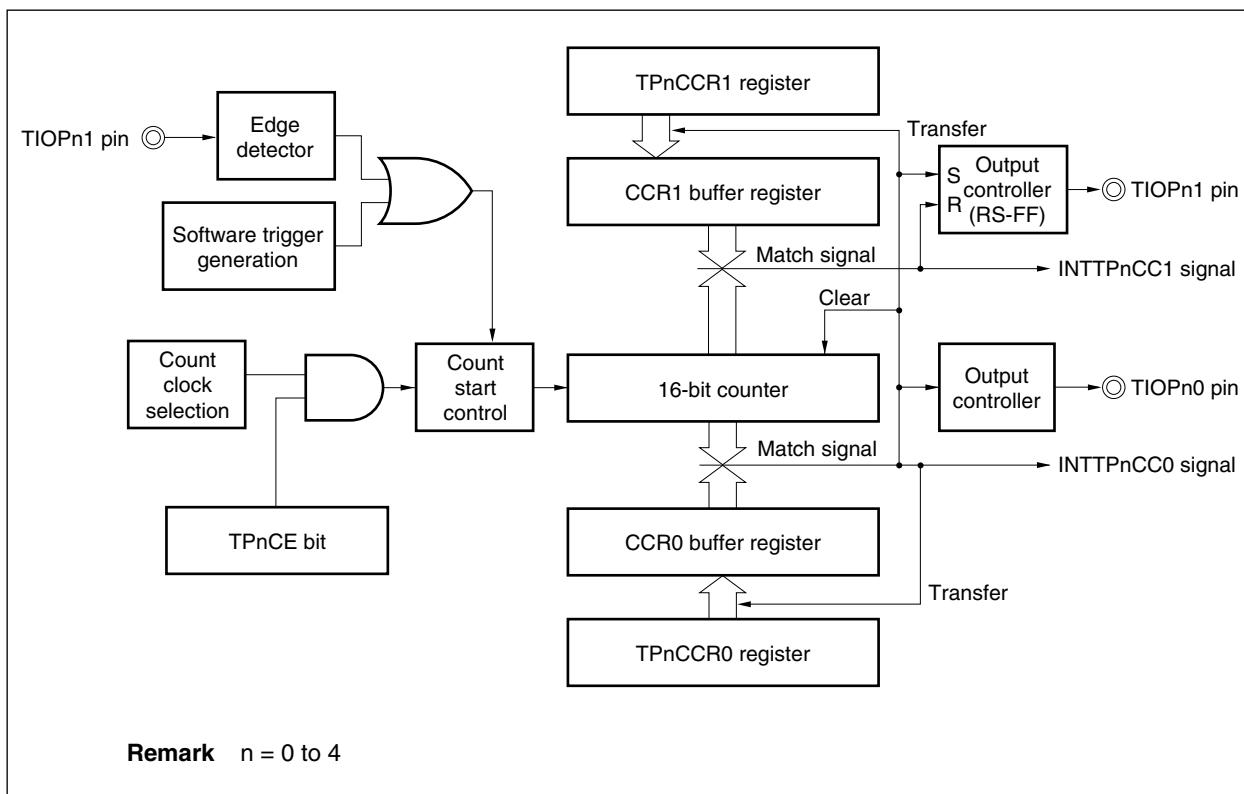 TPnCCR1 register
TIOPn1 pin
Edge
detector
Transfer
CCR1 buffer register
S
R
Output
controller
(RS-FF)
TIOPn1 pin
Software trigger
generation
Match signal
INTTPnCC1 signal
Clear
Count
clock
selection
Count
start
control
16-bit counter
Output
controller
TIOPn0 pin
Match signal
INTTPnCC0 signal
TPnCE bit
CCR0 buffer register
Transfer
TPnCCR0 register
Remark n = 0 to 4